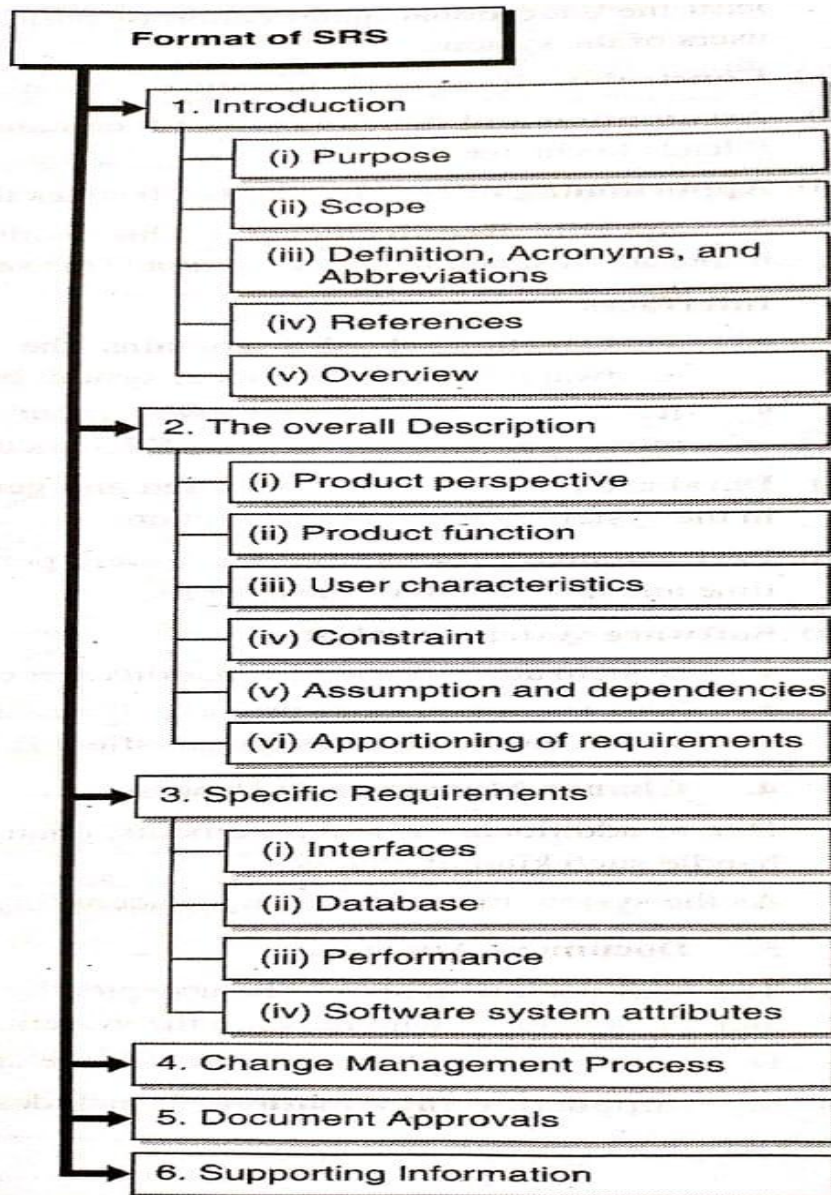 Format of SRS
1. Introduction
(i) Purpose
(ii) Scope
(iii) Definition, Acronyms, and
Abbreviations
(iv) References
(v) Overview
2. The overall Description
(i) Product perspective
(ii) Product function
(iii) User characteristics
(iv) Constraint
(v) Assumption and dependencies
(vi) Apportioning of requirements
3. Specific Requirements
(i) Interfaces
(ii) Database
(iii) Performance
(iv) Software system attributes
4. Change Management Process
5. Document Approvals
6. Supporting Information